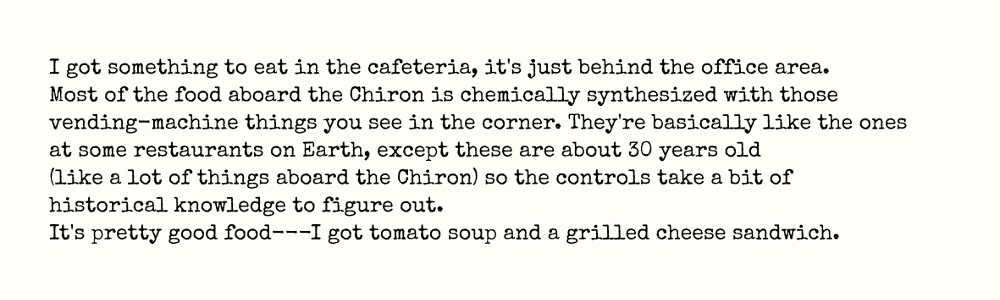 I got something to eat in the cafeteria, it's just behind the office area.
Most of the food aboard the Chiron is chemically synthesized with those
vending-machine things you see in the corner. They're basically like the ones
at some restaurants on Earth, except these are about 30 years old
(like a lot of things aboard the Chiron) so the controls take a bit of
historical knowledge to figure out.
It's pretty good food---I got tomato soup and a grilled cheese sandwich.